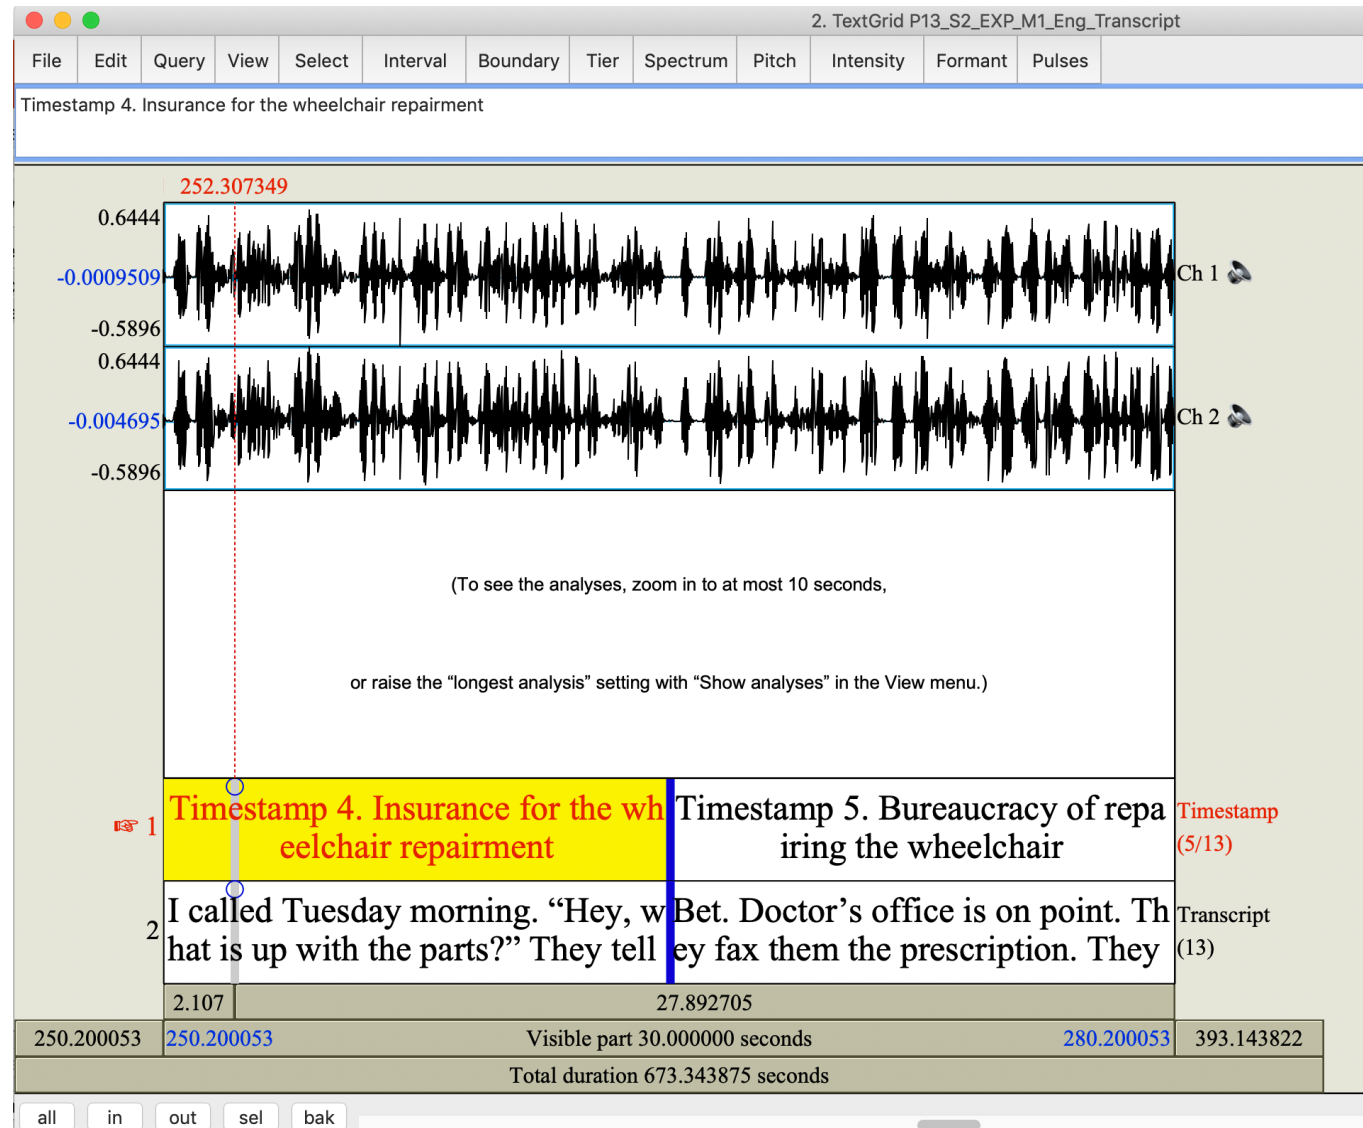 2. TextGrid P13_S2_EXP_M1_Eng_Transcript
File Edit Query View Select Interval Boundary Tier Spectrum Pitch Intensity Formant Pulses
Timestamp 4. Insurance for the wheelchair repairment
252.307349
0.6444
-0.0009509
Ch 1
-0.5896
0.6444
-0.004695
Ch 2
-0.5896
(To see the analyses, zoom in to at most 10 seconds,
or raise the “longest analysis” setting with “Show analyses” in the View menu.)
☞ 1
Timestamp 4. Insurance for the wh
eelchair repairment
Timestamp 5. Bureaucracy of repa
iring the wheelchair
Timestamp
(5/13)
2
I called Tuesday morning. “Hey, w
hat is up with the parts?” They tell
Bet. Doctor’s office is on point. Th
ey fax them the prescription. They
Transcript
(13)
2.107 27.892705
250.200053 250.200053 Visible part 30.000000 seconds 280.200053 393.143822
Total duration 673.343875 seconds
all in out sel bak